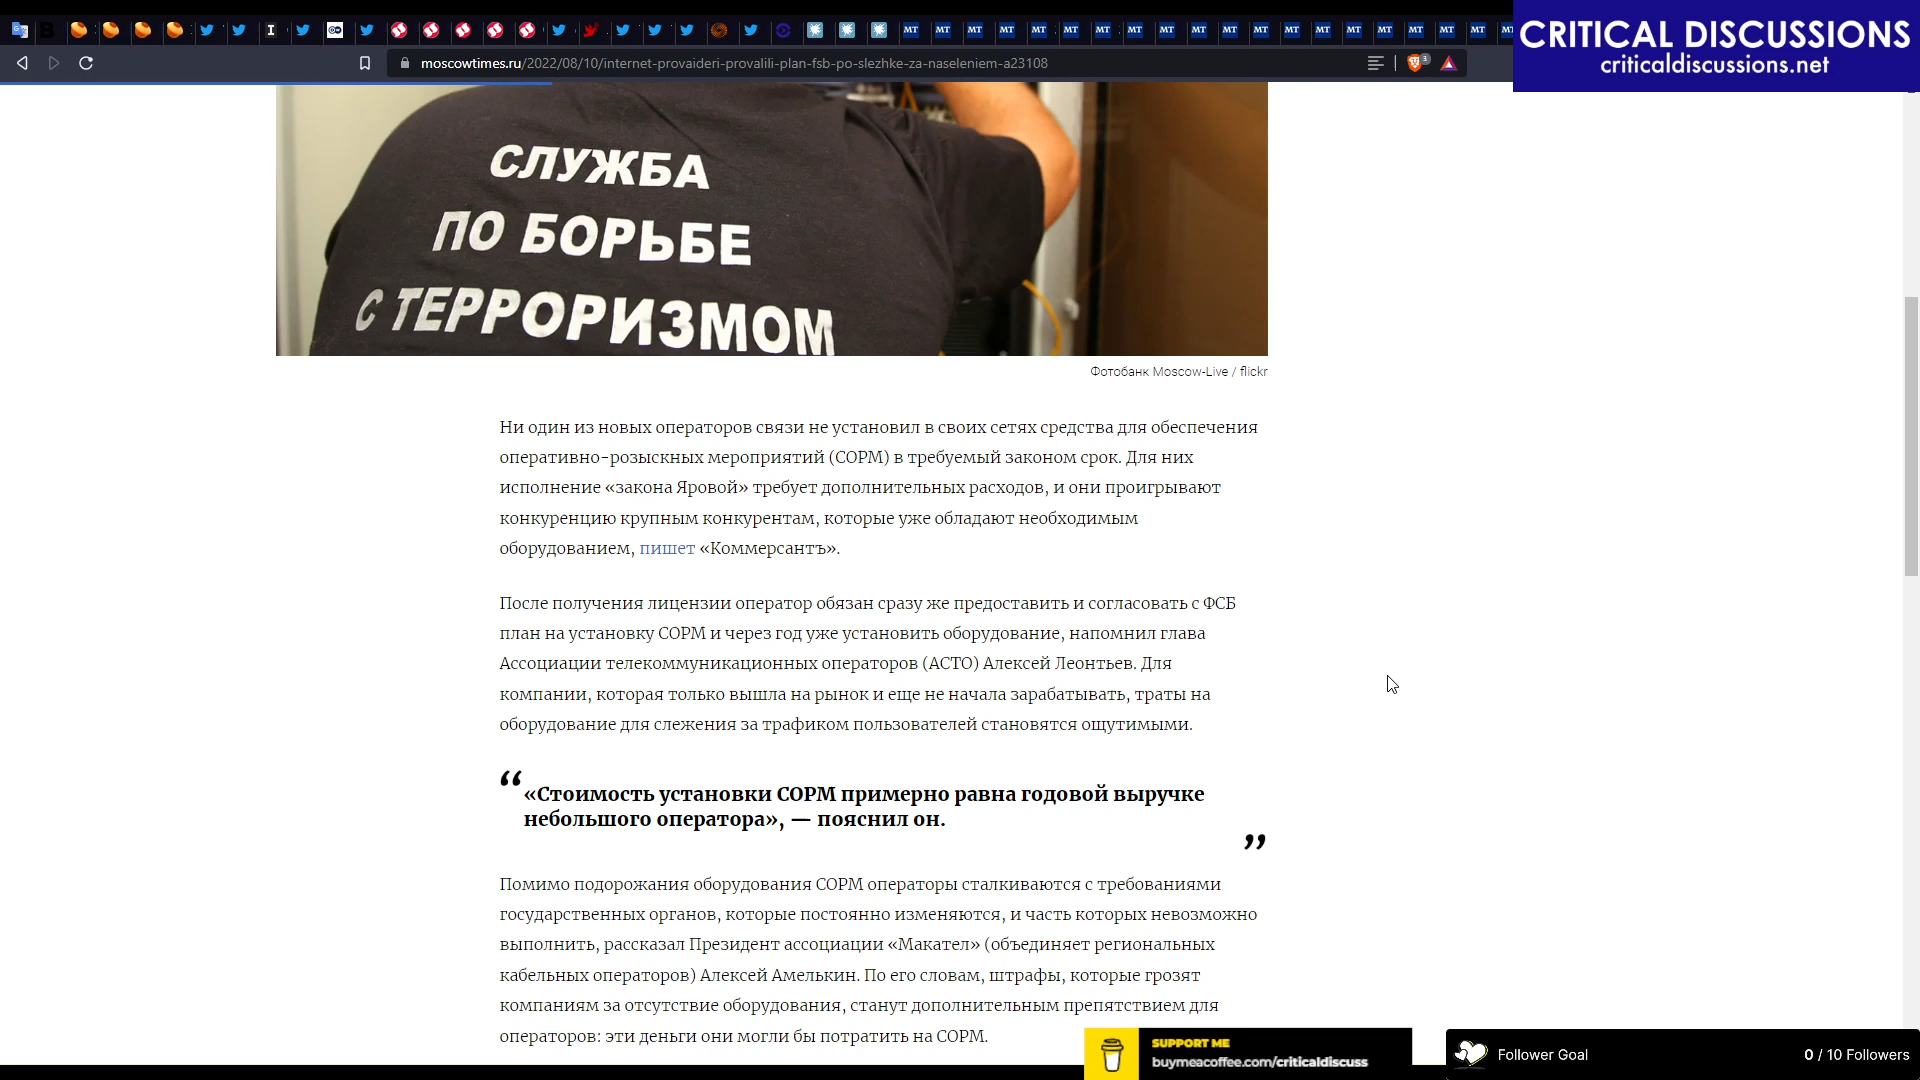 CRITICAL DISCUSSIONS
criticaldiscussions.net
moscowtimes.ru/2022/08/10/internet-provaideri-provalili-plan-fsb-po-slezhke-za-naseleniem-a23108
СЛУЖБА
ПО БОРЬБЕ
С ТЕРРОРИЗМОМ
Фотобанк Moscow-Live / flickr
Ни один из новых операторов связи не установил в своих сетях средства для обеспечения
оперативно-розыскных мероприятий (СОРМ) в требуемый законом срок. Для них
исполнение «закона Яровой» требует дополнительных расходов, и они проигрывают
конкуренцию крупным конкурентам, которые уже обладают необходимым
оборудованием, пишет «Коммерсантъ».
После получения лицензии оператор обязан сразу же предоставить и согласовать с ФСБ
план на установку СОРМ и через год уже установить оборудование, напомнил глава
Ассоциации телекоммуникационных операторов (АСТО) Алексей Леонтьев. Для
компании, которая только вышла на рынок и еще не начала зарабатывать, траты на
оборудование для слежения за трафиком пользователей становятся ощутимыми.
“
«Стоимость установки СОРМ примерно равна годовой выручке
небольшого оператора», — пояснил он.
”
Помимо подорожания оборудования СОРМ операторы сталкиваются с требованиями
государственных органов, которые постоянно изменяются, и часть которых невозможно
выполнить, рассказал Президент ассоциации «Макател» (объединяет региональных
кабельных операторов) Алексей Амелькин. По его словам, штрафы, которые грозят
компаниям за отсутствие оборудования, станут дополнительным препятствием для
операторов: эти деньги они могли бы потратить на СОРМ.
SUPPORT ME
buymeacoffee.com/criticaldiscuss
Follower Goal
0 / 10 Followers